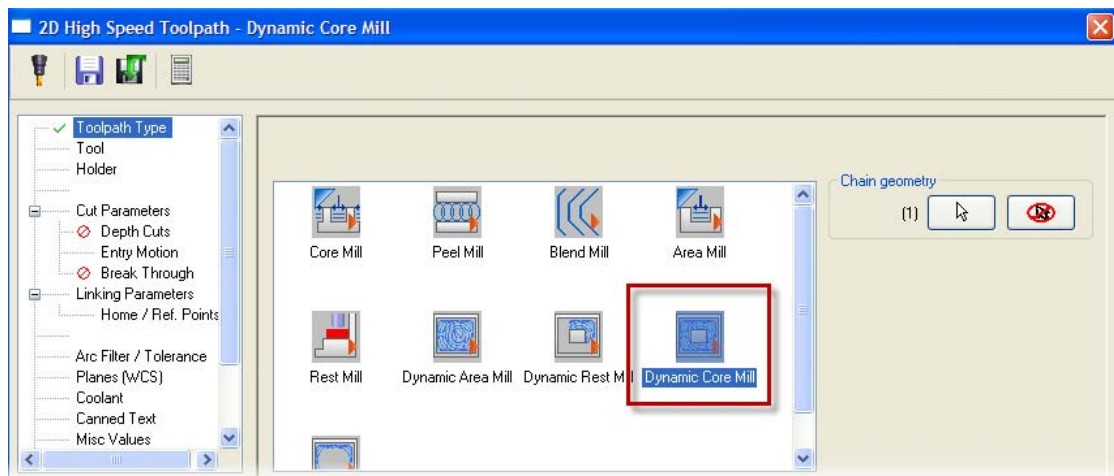 2D High Speed Toolpath - Dynamic Core Mill
Toolpath Type
Tool
Holder
Cut Parameters
Depth Cuts
Entry Motion
Break Through
Linking Parameters
Home / Ref. Points
Arc Filter / Tolerance
Planes (WCS)
Coolant
Canned Text
Misc Values
Core Mill
Peel Mill
Blend Mill
Area Mill
Rest Mill
Dynamic Area Mill
Dynamic Rest M
Dynamic Core Mill
Chain geometry
(1)